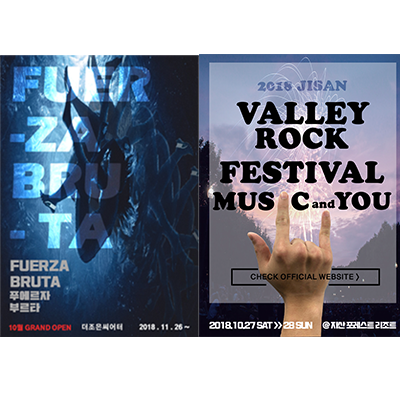 FUER
-ZA
BRU
- TA
FUERZA
BRUTA
푸에르자
부르타
10월 GRAND OPEN 더조은씨어터 2018 . 11 . 26 ~
2018 JISAN
VALLEY
ROCK
FESTIVAL
MUS C and YOU
CHECK OFFICIAL WEBSITE 〉
2018.10.27 SAT >> 28 SUN @ 지산 포레스트 리조트